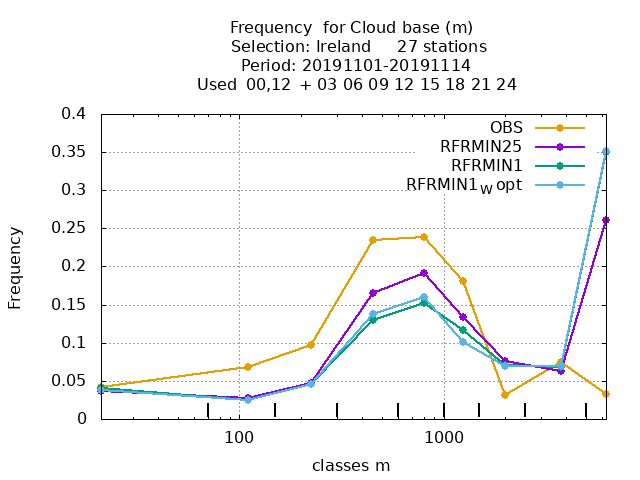 Frequency  for Cloud base (m)
Selection: Ireland     27 stations
Period: 20191101-20191114
Used  00,12  + 03 06 09 12 15 18 21 24
0.4
0.35
0.3
0.25
0.2
0.15
0.1
0.05
0
Frequency
OBS
RFRMIN25
RFRMIN1
RFRMIN1_W opt
100
1000
classes m